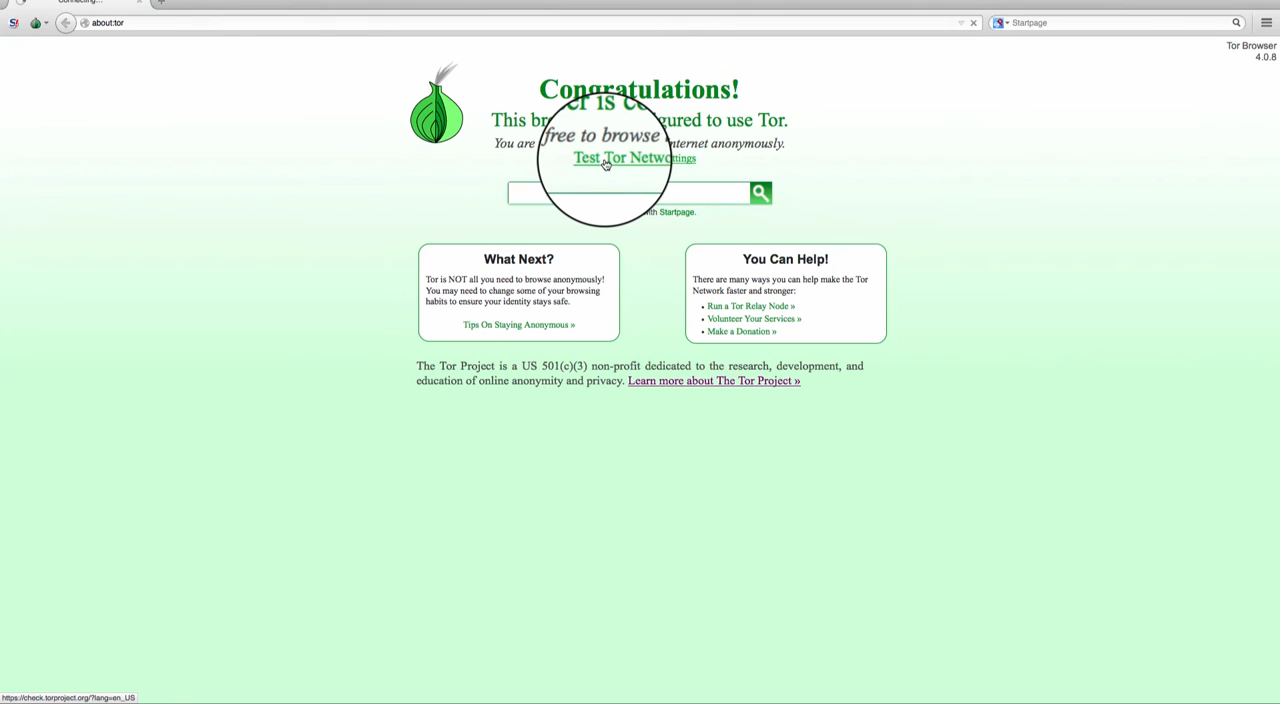 Connecting...
about:tor
Startpage
Tor Browser
4.0.8
Congratulations!
This br gured to use Tor.
er is co
You are free to browse nternet anonymously.
Test Tor Netwo ttings
with Startpage.
What Next?
Tor is NOT all you need to browse anonymously!
You may need to change some of your browsing
habits to ensure your identity stays safe.
Tips On Staying Anonymous »
You Can Help!
There are many ways you can help make the Tor
Network faster and stronger:
• Run a Tor Relay Node »
• Volunteer Your Services »
• Make a Donation »
The Tor Project is a US 501(c)(3) non-profit dedicated to the research, development, and
education of online anonymity and privacy. Learn more about The Tor Project »
https://check.torproject.org/?lang=en_US